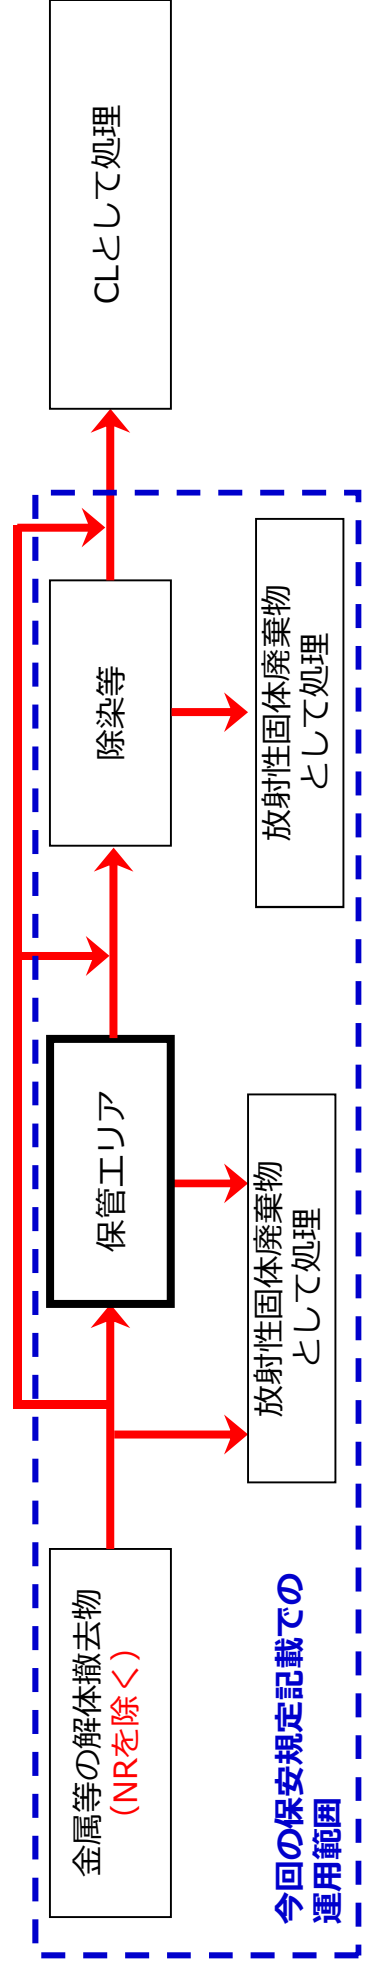 金属等の解体撤去物
(NRを除く)
保管エリア
除染等
CLとして処理
放射性固体廃棄物
として処理
放射性固体廃棄物
として処理
今回の保安規定記載での
運用範囲